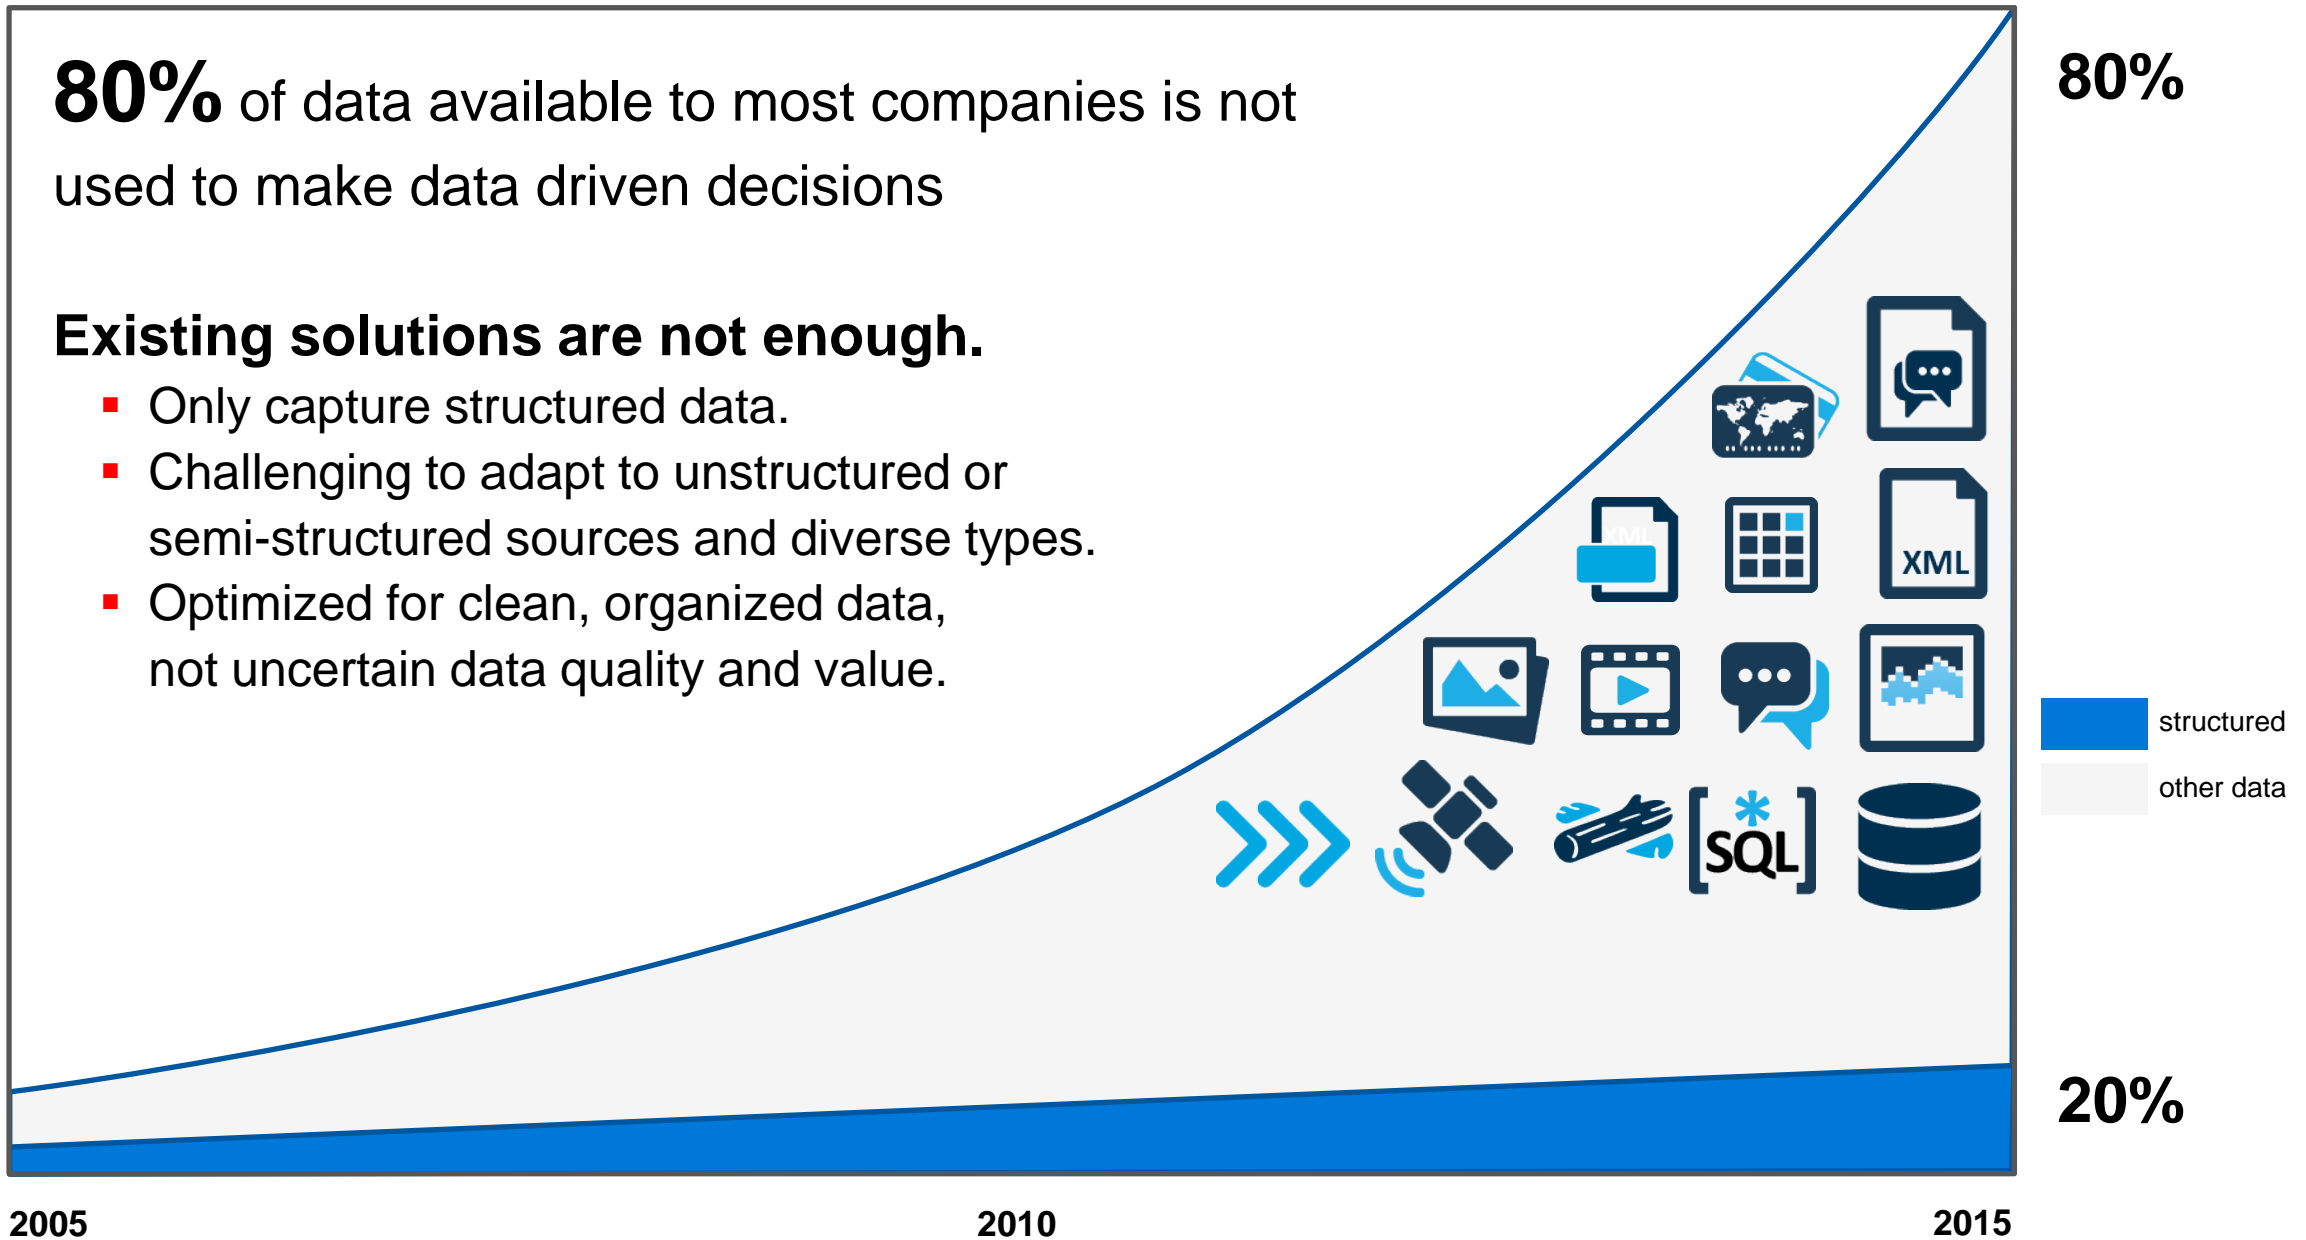 80% of data available to most companies is not
used to make data driven decisions
Existing solutions are not enough.
Only capture structured data.
Challenging to adapt to unstructured or
semi-structured sources and diverse types.
Optimized for clean, organized data,
not uncertain data quality and value.
80%
XML
XML
SQL
structured
other data
20%
2005
2010
2015